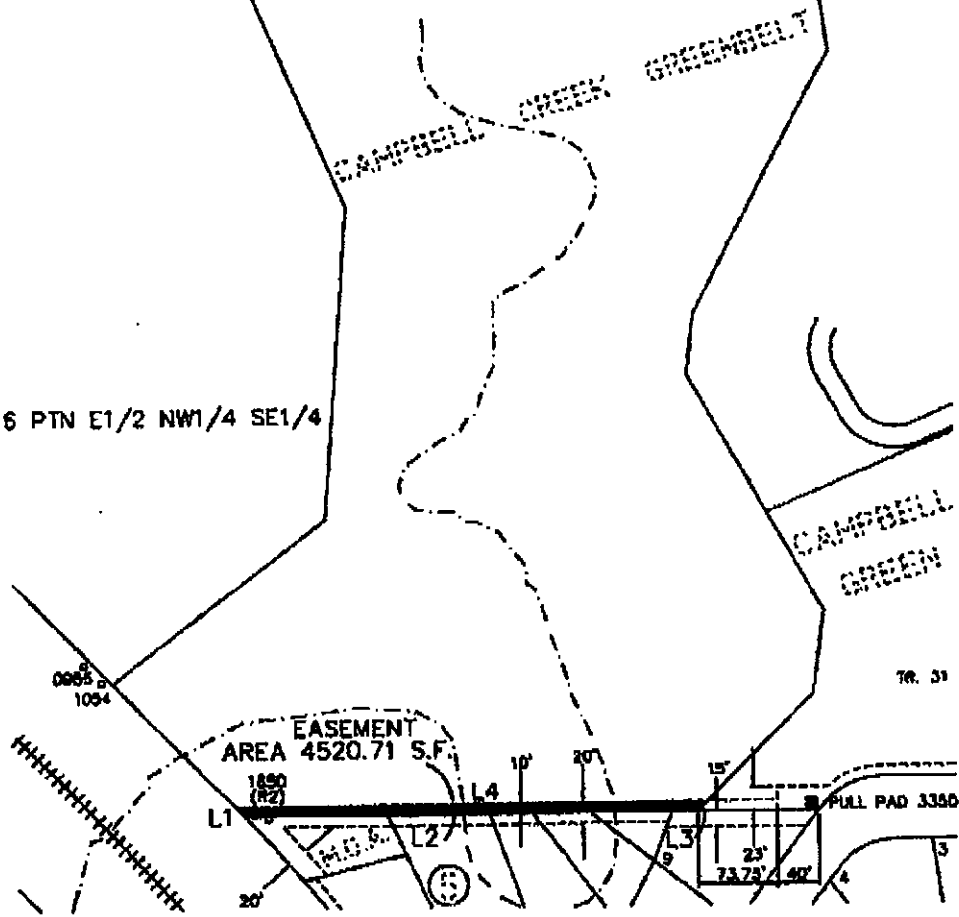 CAMPBELL CREEK GREENBELT
6 PTN E1/2 NW1/4 SE1/4
CAMPBELL
GREEN
1054
TR. 31
EASEMENT
AREA 4520.71 S.F.
10'
20'
15'
1890
(R2)
L4
L1
L2
L3
PULL PAD 3350
9
23'
73.73'
40'
3
4
20'